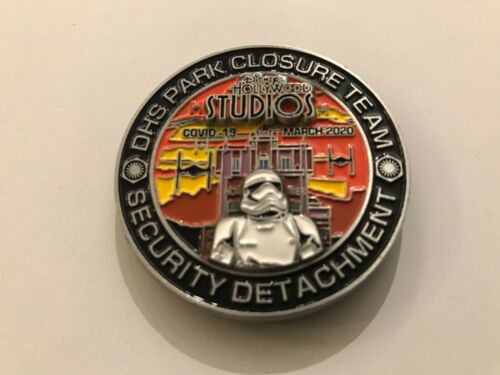 DHS PARK CLOSURE TEAM
Disney's
HOLLYWOOD
STUDIOS
COVID-19 MARCH-2020
SECURITY DETACHMENT